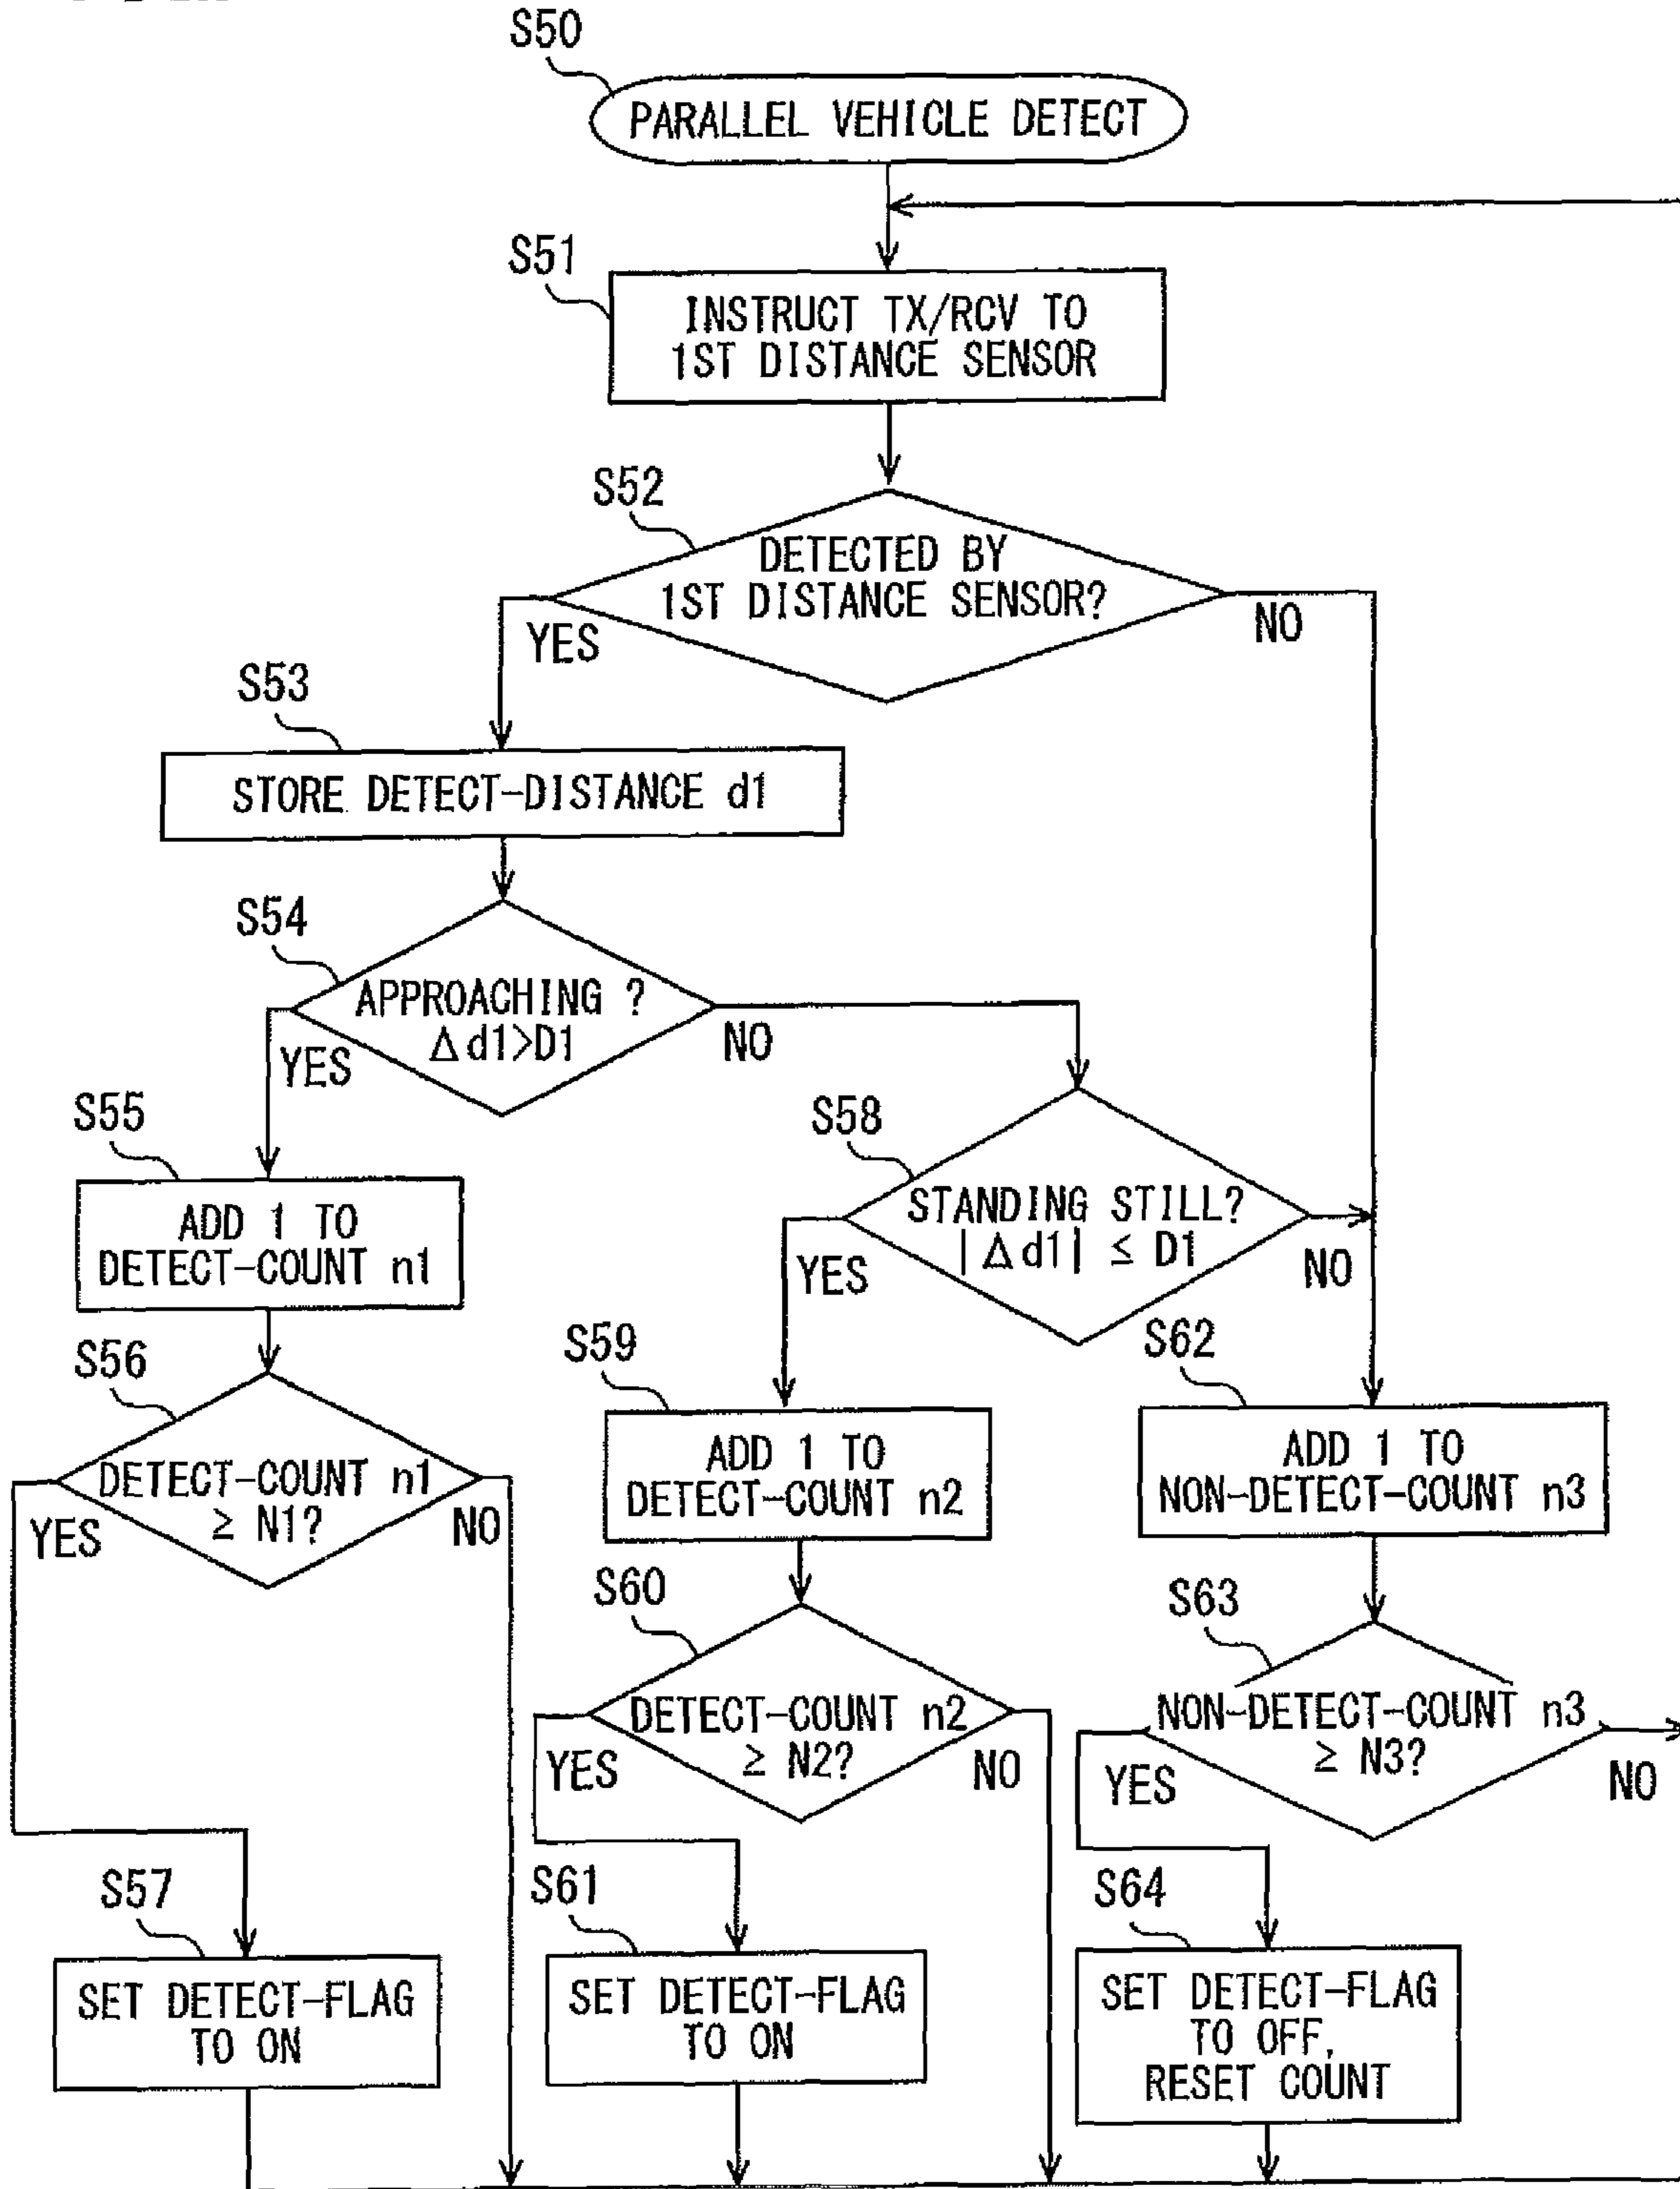 S50
PARALLEL VEHICLE DETECT
S51
INSTRUCT TX/RCV TO
1ST DISTANCE SENSOR
S52
DETECTED BY
1ST DISTANCE SENSOR?
YES
NO
S53
STORE DETECT-DISTANCE d1
S54
APPROACHING ?
Δd1>D1
YES
NO
S55
ADD 1 TO
DETECT-COUNT n1
S58
STANDING STILL?
|Δd1| ≤ D1
YES
NO
S56
DETECT-COUNT n1
≥ N1?
YES
NO
S59
ADD 1 TO
DETECT-COUNT n2
S62
ADD 1 TO
NON-DETECT-COUNT n3
S60
DETECT-COUNT n2
≥ N2?
YES
NO
S63
NON-DETECT-COUNT n3
≥ N3?
YES
NO
S57
SET DETECT-FLAG
TO ON
S61
SET DETECT-FLAG
TO ON
S64
SET DETECT-FLAG
TO OFF,
RESET COUNT